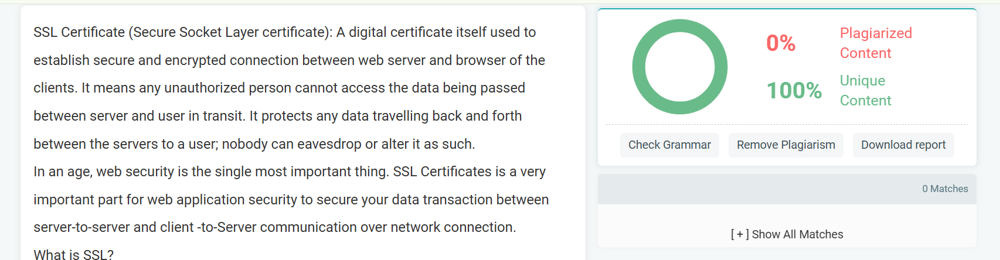 SSL Certificate (Secure Socket Layer certificate): A digital certificate itself used to
establish secure and encrypted connection between web server and browser of the
clients. It means any unauthorized person cannot access the data being passed
between server and user in transit. It protects any data travelling back and forth
between the servers to a user; nobody can eavesdrop or alter it as such.
In an age, web security is the single most important thing. SSL Certificates is a very
important part for web application security to secure your data transaction between
server-to-server and client -to-Server communication over network connection.
What is SSL?
0%
Plagiarized
Content
100%
Unique
Content
Check Grammar
Remove Plagiarism
Download report
0 Matches
[ + ] Show All Matches